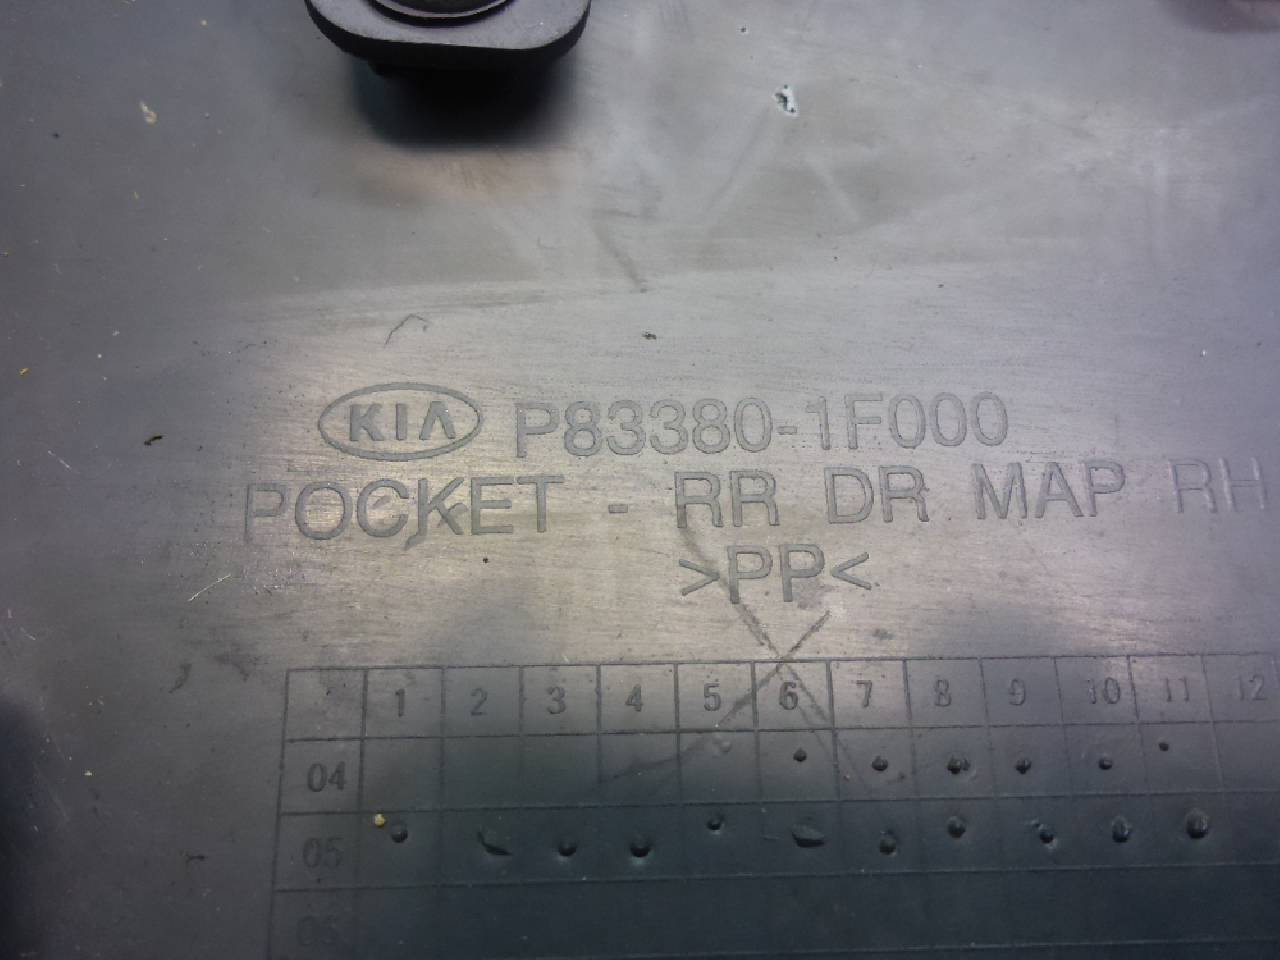 KIA P83380-1F000
POCKET - RR DR MAP RH
>PP<
1 2 3 4 5 6 7 8 9 10 11 12
04
05
06